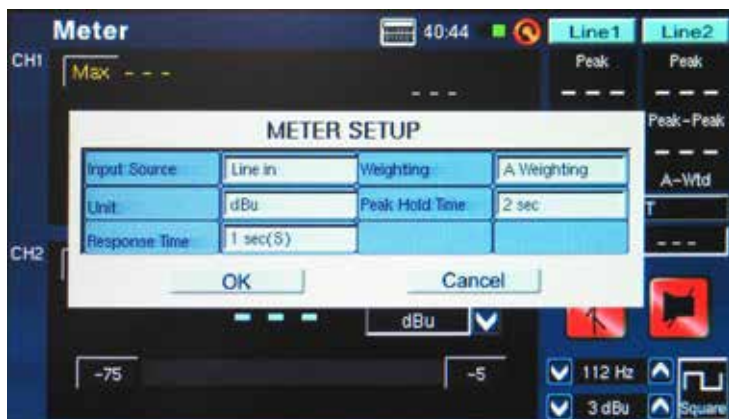 Meter
40:44
Line1
Line2
CH1
Max - - -
- - -
Peak
Peak
- - -
- - -
METER SETUP
Peak-Peak
- - -
Input Source
Line in
Weighting
A Weighting
A-Wtd
Unit
dBu
Peak Hold Time
2 sec
T
Response Time
1 sec(S)
- - -
CH2
OK
Cancel
- - -
dBu
-75
-5
112 Hz
3 dBu
Square